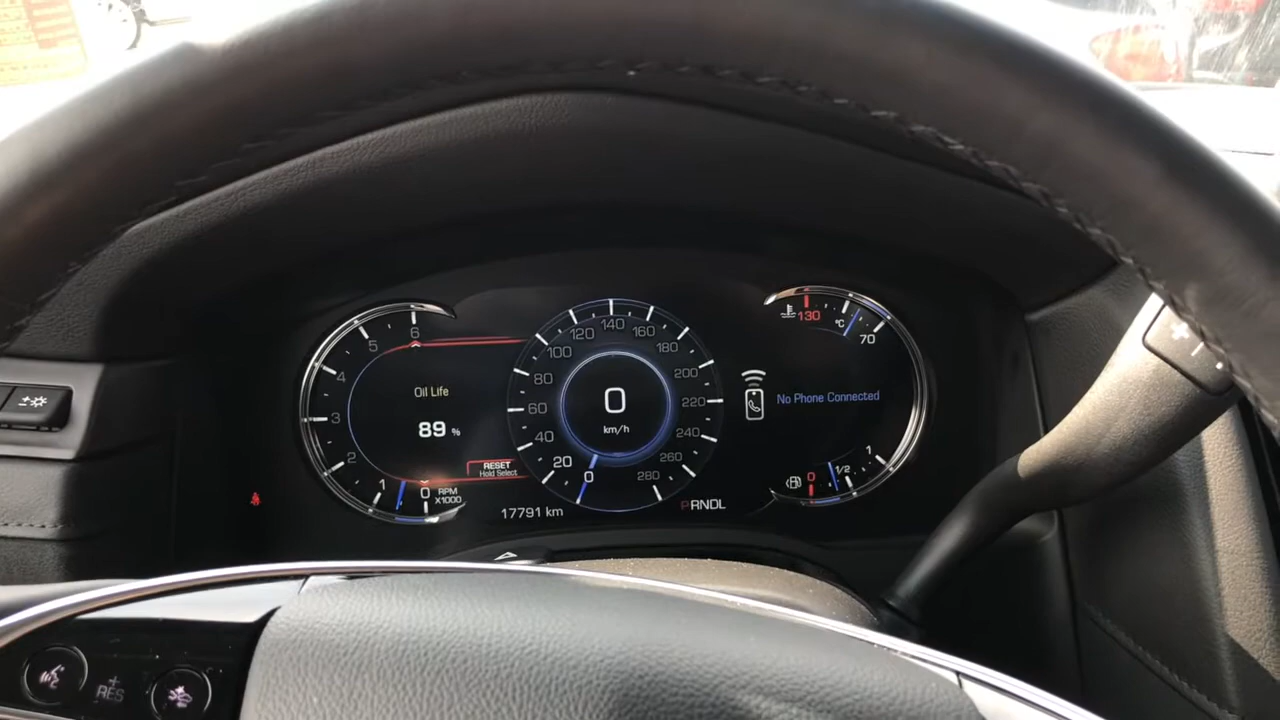 6
5
4
3
2
1
0
RPM
X1000
Oil Life
89 %
RESET
Hold Select
17791 km
0
20
40
60
80
100
120
140
160
180
200
220
240
260
280
0
km/h
PRNDL
130
°C
70
No Phone Connected
0
1/2
1
+
RES